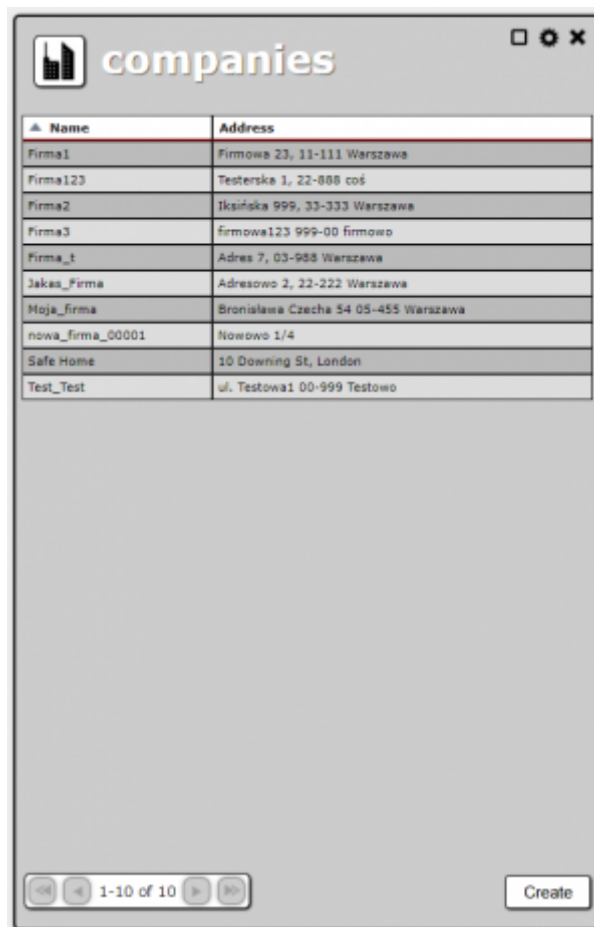 companies
Name Address
Firma1 Firmowa 23, 11-111 Warszawa
Firma123 Testerska 1, 22-888 coś
Firma2 Iksińska 999, 33-333 Warszawa
Firma3 firmowa123 999-00 firmowo
Firma_t Adres 7, 03-988 Warszawa
Jakas_Firma Adresowo 2, 22-222 Warszawa
Moja_firma Bronisława Czecha 54 05-455 Warszawa
nowa_firma_00001 Nowowo 1/4
Safe Home 10 Downing St, London
Test_Test ul. Testowa1 00-999 Testowo
1-10 of 10 Create